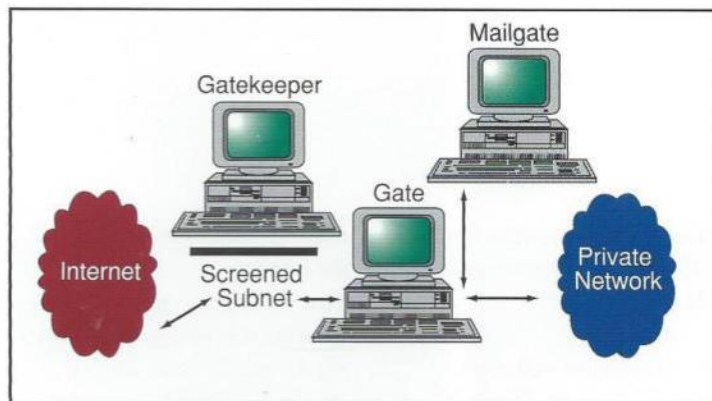 Mailgate
Gatekeeper
Gate
Internet
Screened
Subnet
Private
Network